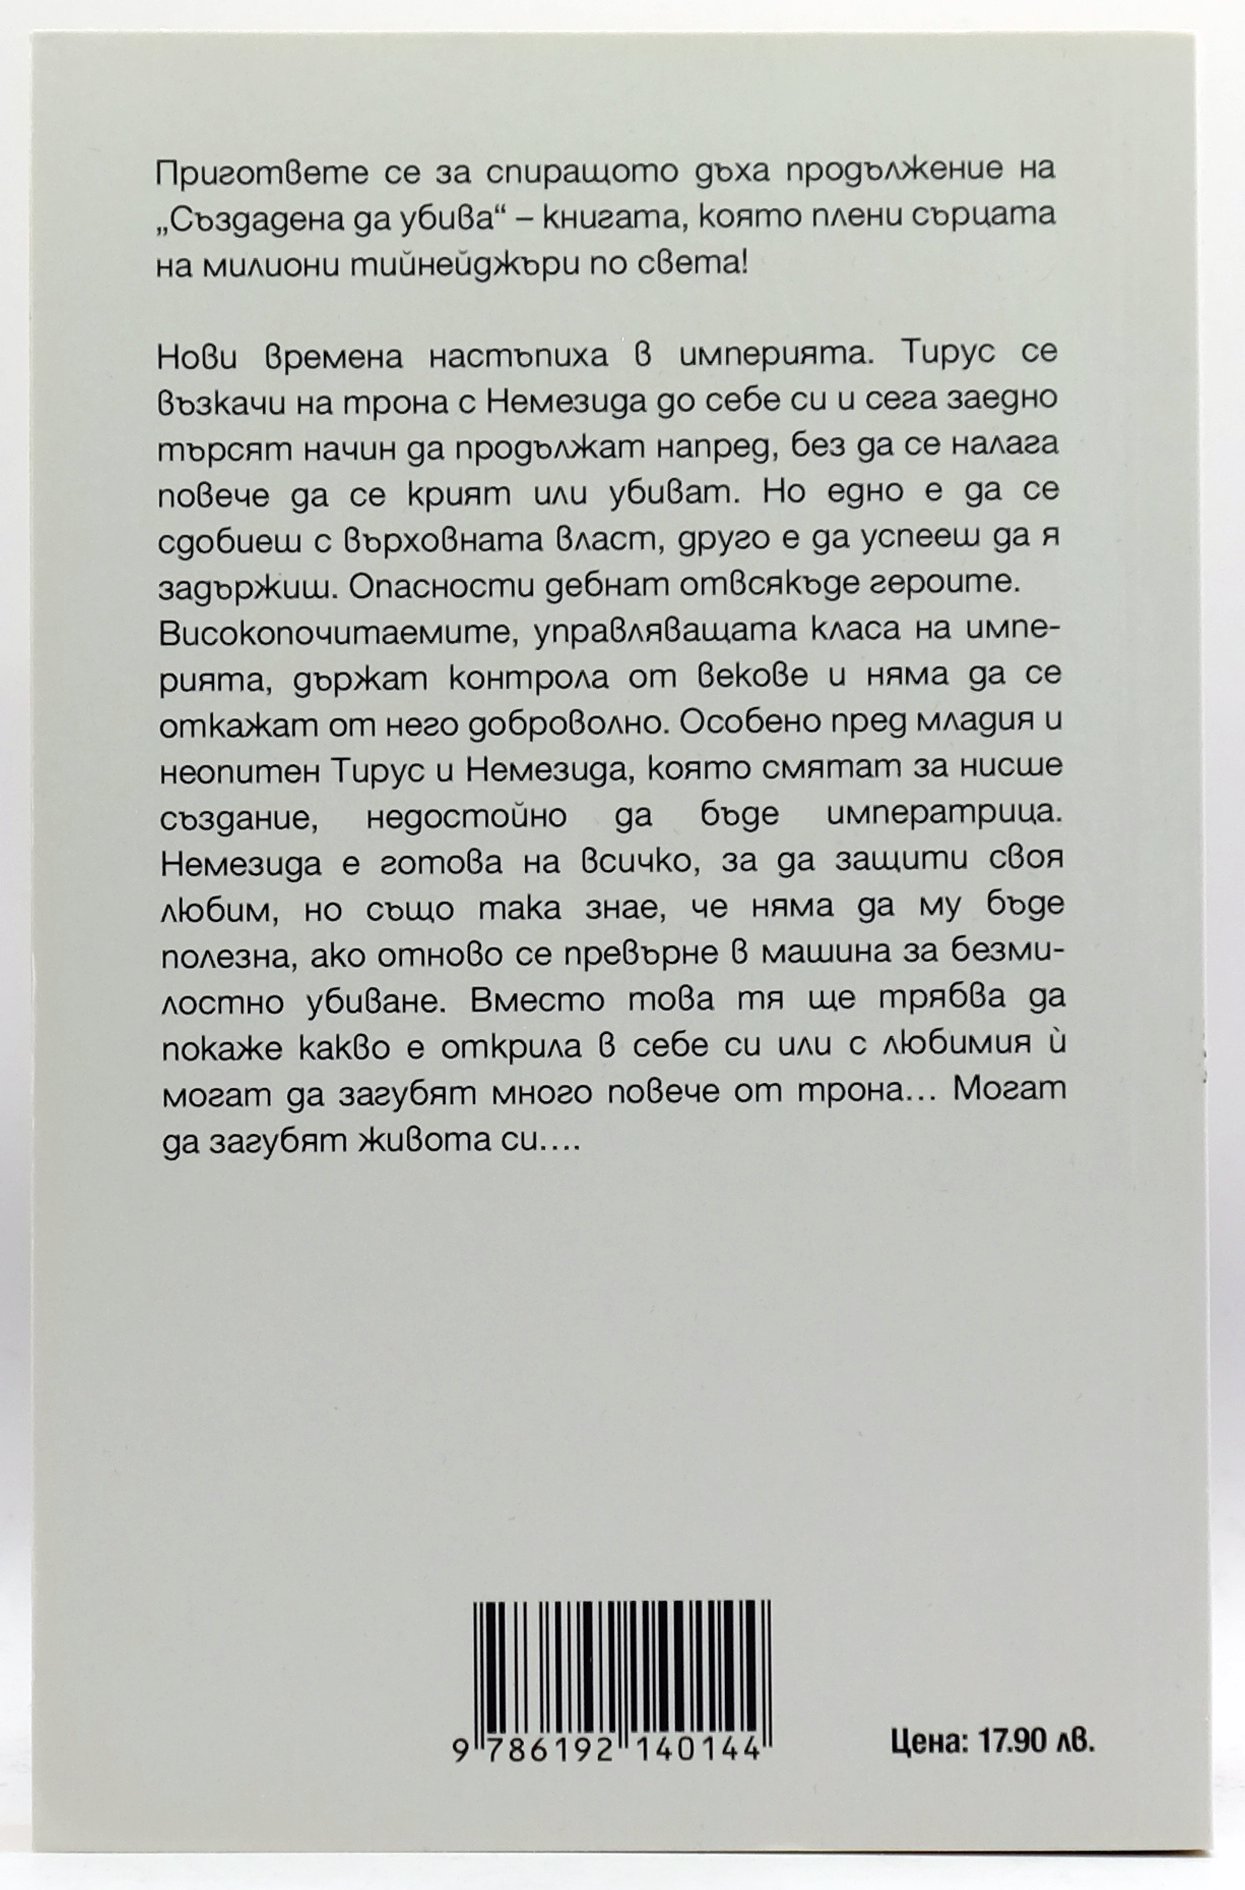 Пригответе се за спиращото дъха продължение на
„Създадена да убива“ – книгата, която плени сърцата
на милиони тийнейджъри по света!
Нови времена настъпиха в империята. Тирус се
възкачи на трона с Немезида до себе си и сега заедно
търсят начин да продължат напред, без да се налага
повече да се крият или убиват. Но едно е да се
сдобиеш с върховната власт, друго е да успееш да я
задържиш. Опасности дебнат отвсякъде героите.
Високопочитаемите, управляващата класа на импе-
рията, държат контрола от векове и няма да се
откажат от него доброволно. Особено пред младия и
неопитен Тирус и Немезида, която смятат за нисше
създание, недостойно да бъде императрица.
Немезида е готова на всичко, за да защити своя
любим, но също така знае, че няма да му бъде
полезна, ако отново се превърне в машина за безми-
лостно убиване. Вместо това тя ще трябва да
покаже какво е открила в себе си или с любимия ѝ
могат да загубят много повече от трона... Могат
да загубят живота си....
9 786192 140144
Цена: 17.90 лв.